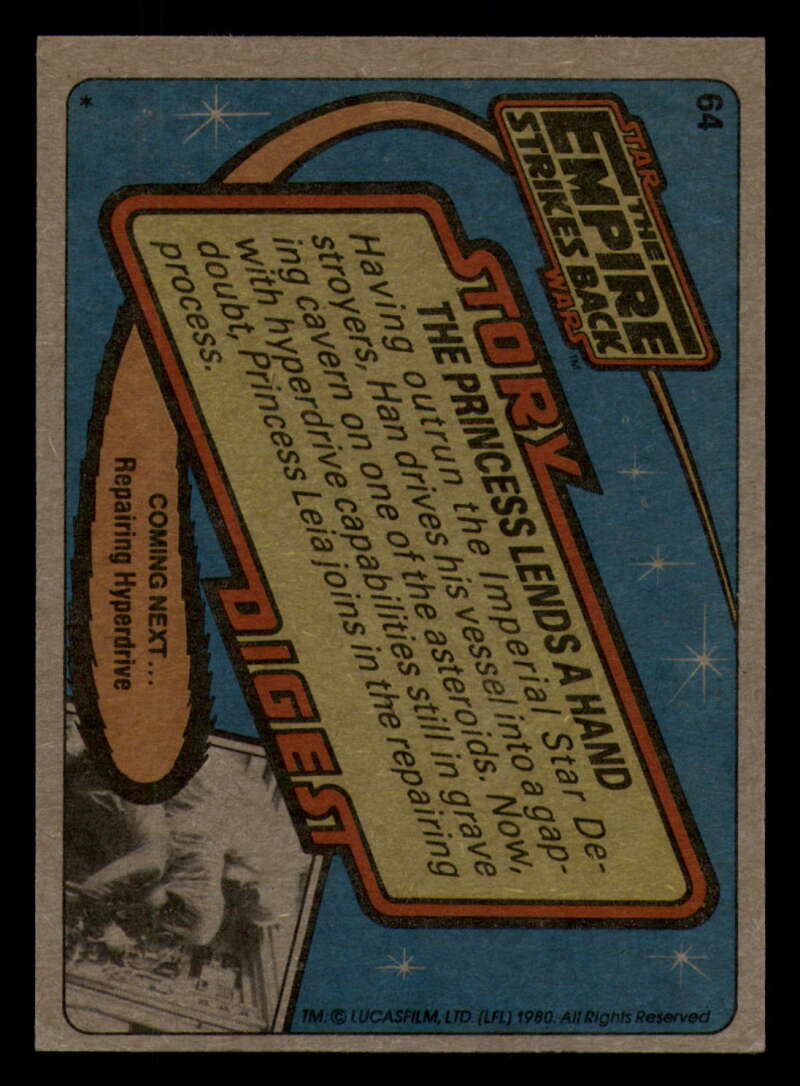 64
STAR
THE
EMPIRE
STRIKES BACK
WARS™
STORY
THE PRINCESS LENDS A HAND
Having outrun the Imperial Star De-
stroyers, Han drives his vessel into a gap-
ing cavern on one of the asteroids. Now,
with hyperdrive capabilities still in grave
doubt, Princess Leia joins in the repairing
process.
DIGEST
COMING NEXT...
Repairing Hyperdrive
*
TM: © LUCASFILM, LTD. (LFL) 1980. All Rights Reserved